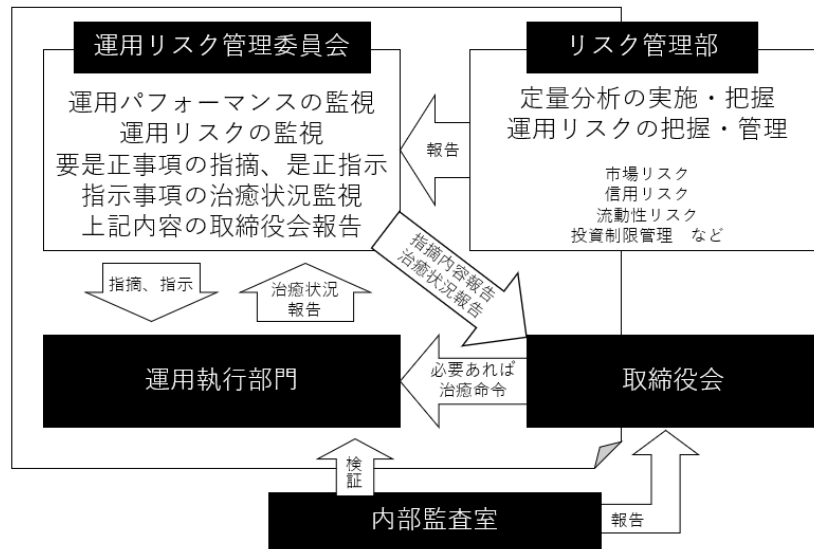 運用リスク管理委員会
運用パフォーマンスの監視
運用リスクの監視
要是正事項の指摘、是正指示
指示事項の治癒状況監視
上記内容の取締役会報告
リスク管理部
定量分析の実施・把握
運用リスクの把握・管理
市場リスク
信用リスク
流動性リスク
投資制限管理　など
報告
指摘内容報告
治癒状況報告
指摘、指示
治癒状況
報告
運用執行部門
必要あれば
治癒命令
取締役会
検証
内部監査室
報告